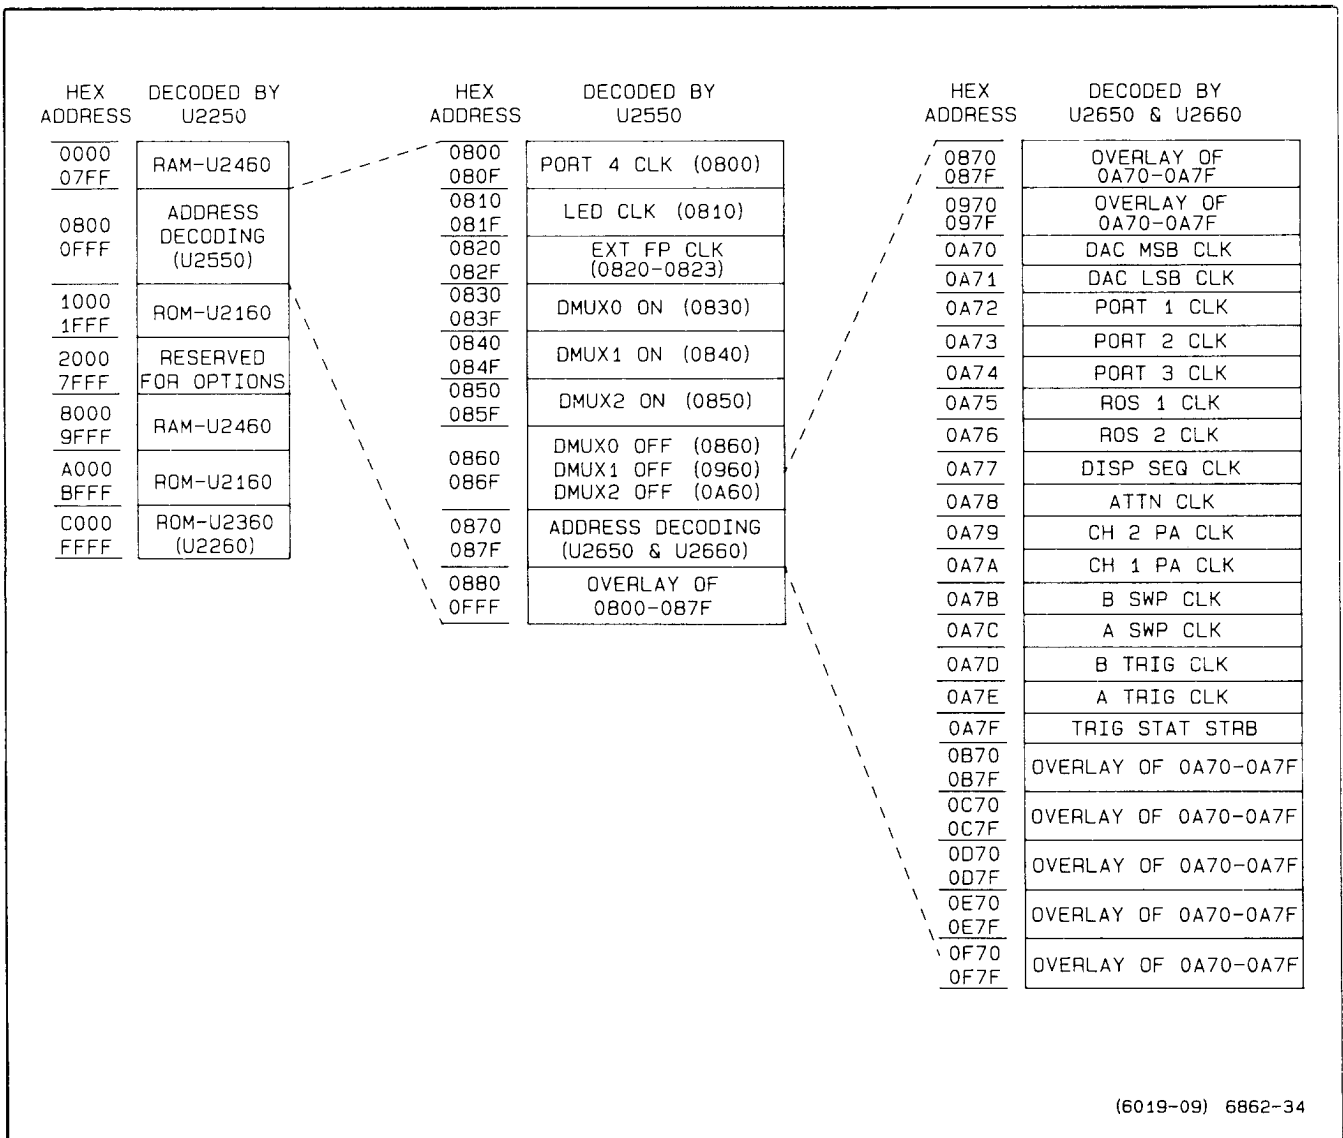 HEX ADDRESS DECODED BY U2250
0000 07FF RAM-U2460
0800 0FFF ADDRESS DECODING (U2550)
1000 1FFF ROM-U2160
2000 7FFF RESERVED FOR OPTIONS
8000 9FFF RAM-U2460
A000 BFFF ROM-U2160
C000 FFFF ROM-U2360 (U2260)
HEX ADDRESS DECODED BY U2550
0800 080F PORT 4 CLK (0800)
0810 081F LED CLK (0810)
0820 082F EXT FP CLK (0820-0823)
0830 083F DMUX0 ON (0830)
0840 084F DMUX1 ON (0840)
0850 085F DMUX2 ON (0850)
0860 086F DMUX0 OFF (0860)
DMUX1 OFF (0960)
DMUX2 OFF (0A60)
0870 087F ADDRESS DECODING (U2650 & U2660)
0880 0FFF OVERLAY OF 0800-087F
HEX ADDRESS DECODED BY U2650 & U2660
0870 087F OVERLAY OF 0A70-0A7F
0970 097F OVERLAY OF 0A70-0A7F
0A70 DAC MSB CLK
0A71 DAC LSB CLK
0A72 PORT 1 CLK
0A73 PORT 2 CLK
0A74 PORT 3 CLK
0A75 ROS 1 CLK
0A76 ROS 2 CLK
0A77 DISP SEQ CLK
0A78 ATTN CLK
0A79 CH 2 PA CLK
0A7A CH 1 PA CLK
0A7B B SWP CLK
0A7C A SWP CLK
0A7D B TRIG CLK
0A7E A TRIG CLK
0A7F TRIG STAT STRB
0B70 0B7F OVERLAY OF 0A70-0A7F
0C70 0C7F OVERLAY OF 0A70-0A7F
0D70 0D7F OVERLAY OF 0A70-0A7F
0E70 0E7F OVERLAY OF 0A70-0A7F
0F70 0F7F OVERLAY OF 0A70-0A7F
(6019-09) 6862-34